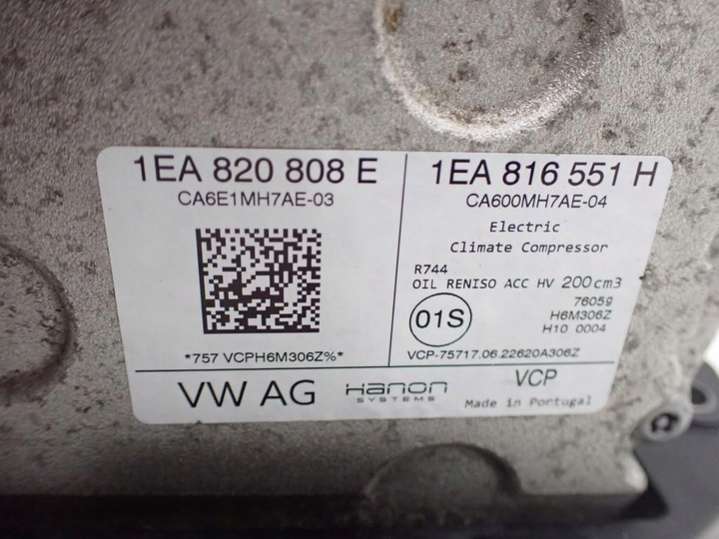 1EA 820 808 E
CA6E1MH7AE-03
*757 VCPH6M306Z%*
1EA 816 551 H
CA600MH7AE-04
Electric
Climate Compressor
R744
OIL RENISO ACC HV 200cm3
01S
76059
H6M306Z
H10 0004
VCP-75717.06.22620A306Z
VW AG
Hanon
SYSTEMS
VCP
Made in Portugal